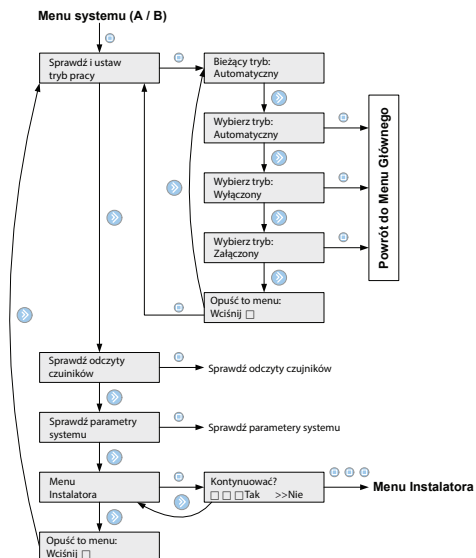 Menu systemu (A / B)
Sprawdź i ustaw
tryb pracy
Bieżący tryb:
Automatyczny
Wybierz tryb:
Automatyczny
Wybierz tryb:
Wyłączony
Wybierz tryb:
Załączony
Opuść to menu:
Wciśnij □
Powrót do Menu Głównego
Sprawdź odczyty
czuiników
Sprawdź odczyty czujników
Sprawdź parametry
systemu
Sprawdź parametery systemu
Menu
Instalatora
Kontynuować?
□ □ □Tak >>Nie
Menu Instalatora
Opuść to menu:
Wciśnij □